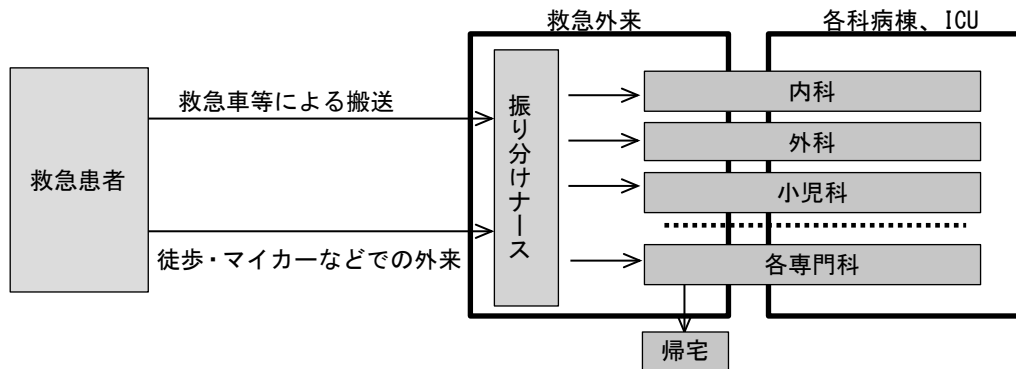 救急外来
各科病棟、ICU
救急患者
救急車等による搬送
徒歩・マイカーなどでの外来
振り分けナース
内科
外科
小児科
各専門科
帰宅